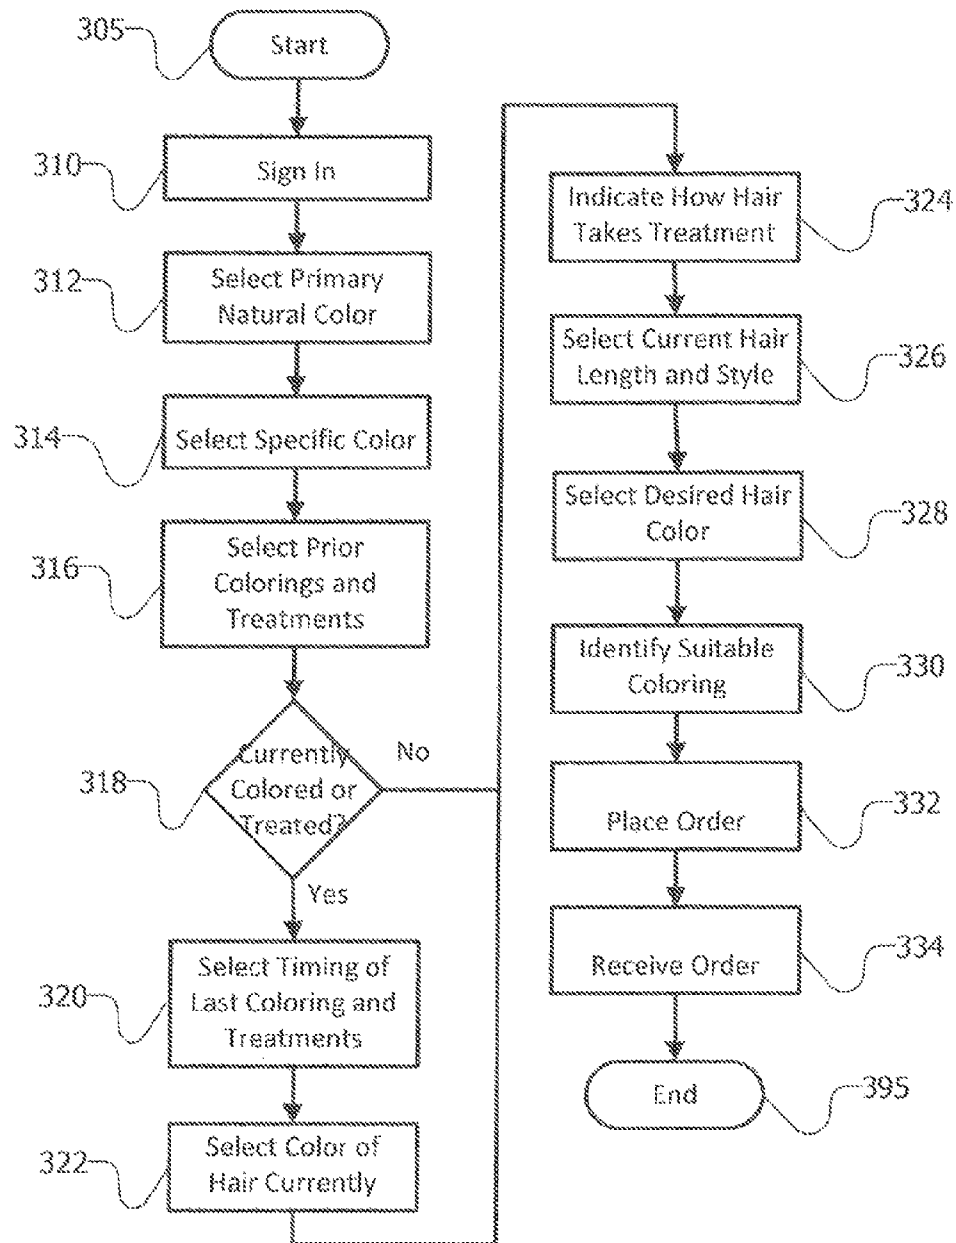 305
Start
310
Sign In
312
Select Primary
Natural Color
314
Select Specific Color
316
Select Prior
Colorings and
Treatments
318
Currently
Colored or
Treated?
No
Yes
320
Select Timing of
Last Coloring and
Treatments
322
Select Color of
Hair Currently
Indicate How Hair
Takes Treatment
324
Select Current Hair
Length and Style
326
Select Desired Hair
Color
328
Identify Suitable
Coloring
330
Place Order
332
Receive Order
334
End
395